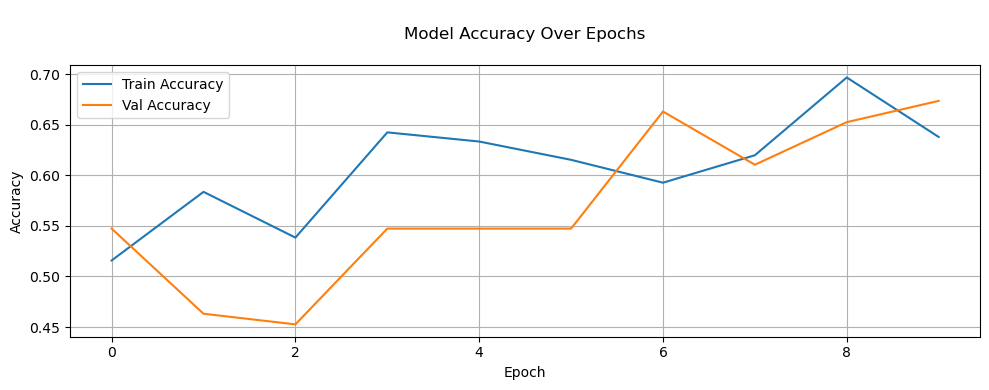 Model Accuracy Over Epochs
Train Accuracy
Val Accuracy
Accuracy
0.70
0.65
0.60
0.55
0.50
0.45
0 2 4 6 8
Epoch